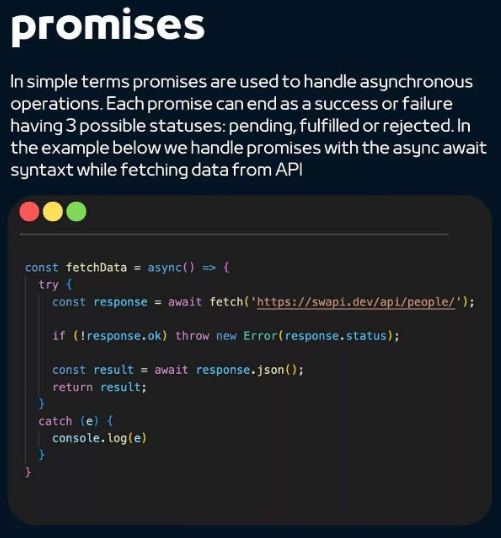 promises
In simple terms promises are used to handle asynchronous
operations. Each promise can end as a success or failure
having 3 possible statuses: pending, fulfilled or rejected. In
the example below we handle promises with the async await
syntaxt while fetching data from API
const fetchData = async() => {
try {
const response = await fetch('https://swapi.dev/api/people/');
if (!response.ok) throw new Error(response.status);
const result = await response.json();
return result;
}
catch (e) {
console.log(e)
}
}